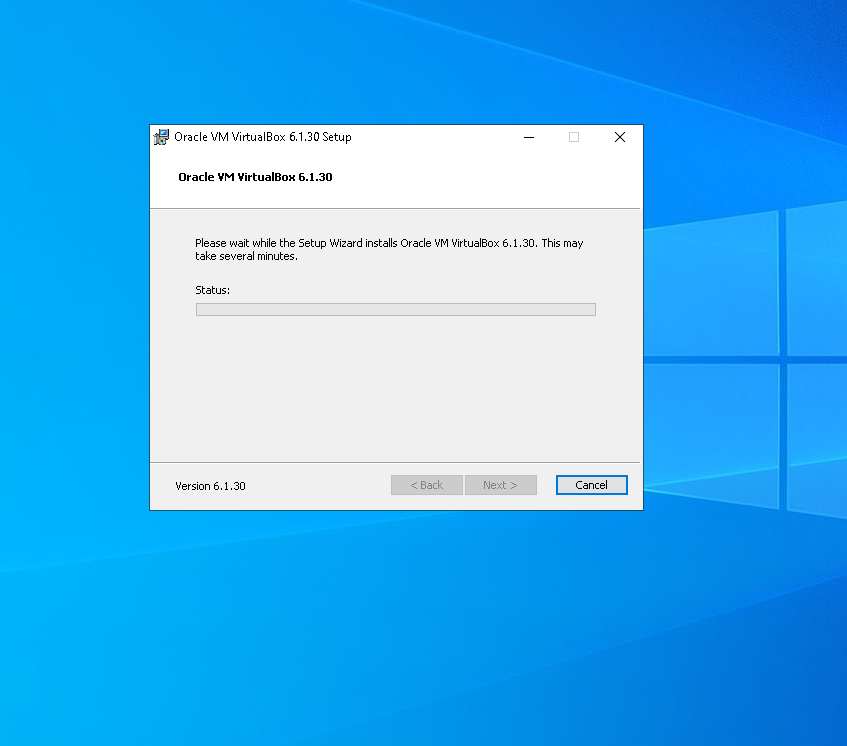 Oracle VM VirtualBox 6.1.30 Setup
Oracle VM VirtualBox 6.1.30
Please wait while the Setup Wizard installs Oracle VM VirtualBox 6.1.30. This may
take several minutes.
Status:
Version 6.1.30
< Back
Next >
Cancel